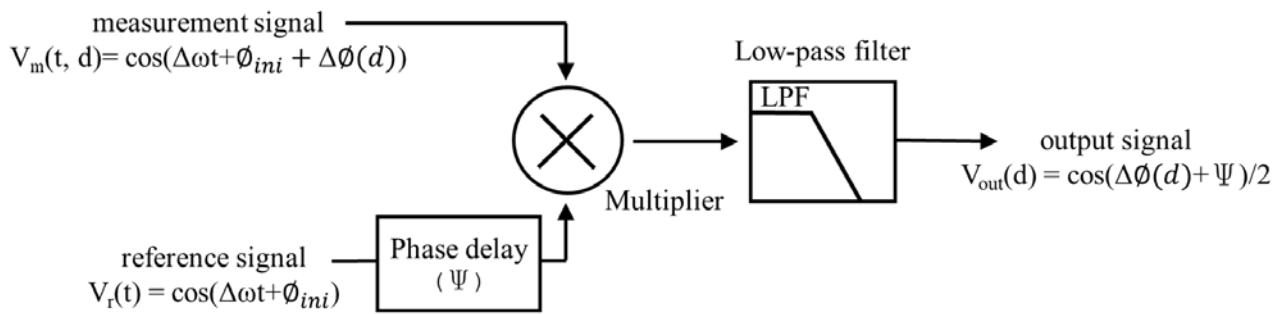 measurement signal
Vₘ(t, d)= cos(Δωt+∅ᵢₙᵢ + Δ∅(d))
Low-pass filter
LPF
output signal
Vₒᵤₜ(d) = cos(Δ∅(d)+Ψ)/2
Multiplier
reference signal
Vᵣ(t) = cos(Δωt+∅ᵢₙᵢ)
Phase delay
(Ψ)